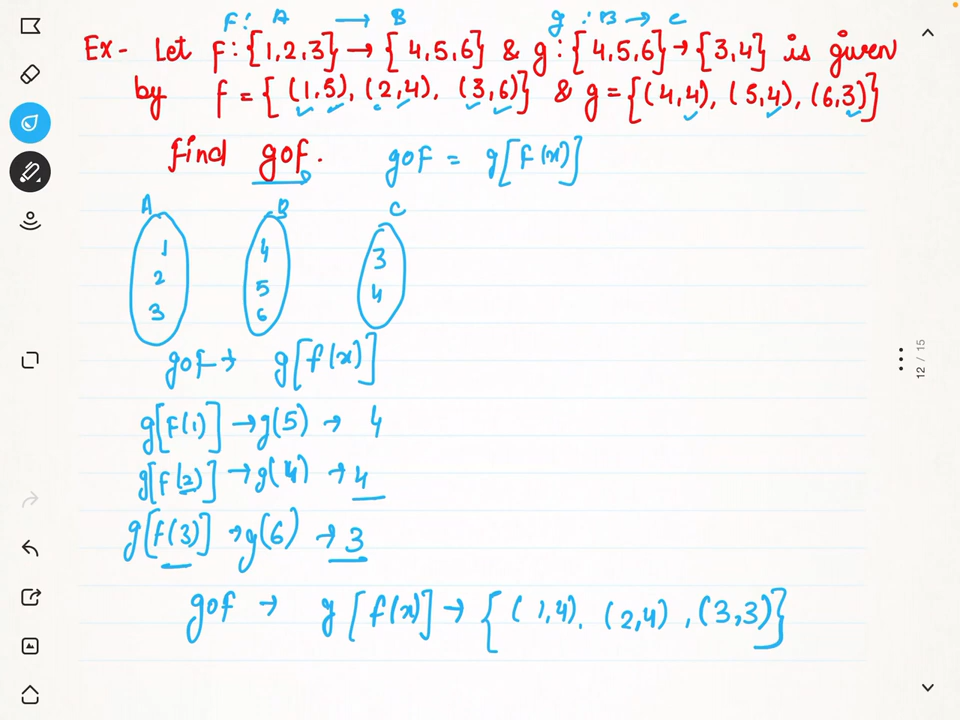 F: A → B g : B → C
Ex- Let f:{1,2,3} → {4,5,6} & g:{4,5,6} → {3,4} is given
by f = { (1,5), (2,4), (3,6)} & g={(4,4), (5,4), (6,3)}
find gof. gof = g[f(x)]
A B C
1 4 3
2 5 4
3 6
gof → g[f(x)]
g[F(1)] → g(5) → 4
g[F(2)] → g(4) → 4
g[f(3)] → g(6) → 3
gof → g[f(x)] → { (1,4), (2,4), (3,3)}
12 / 15